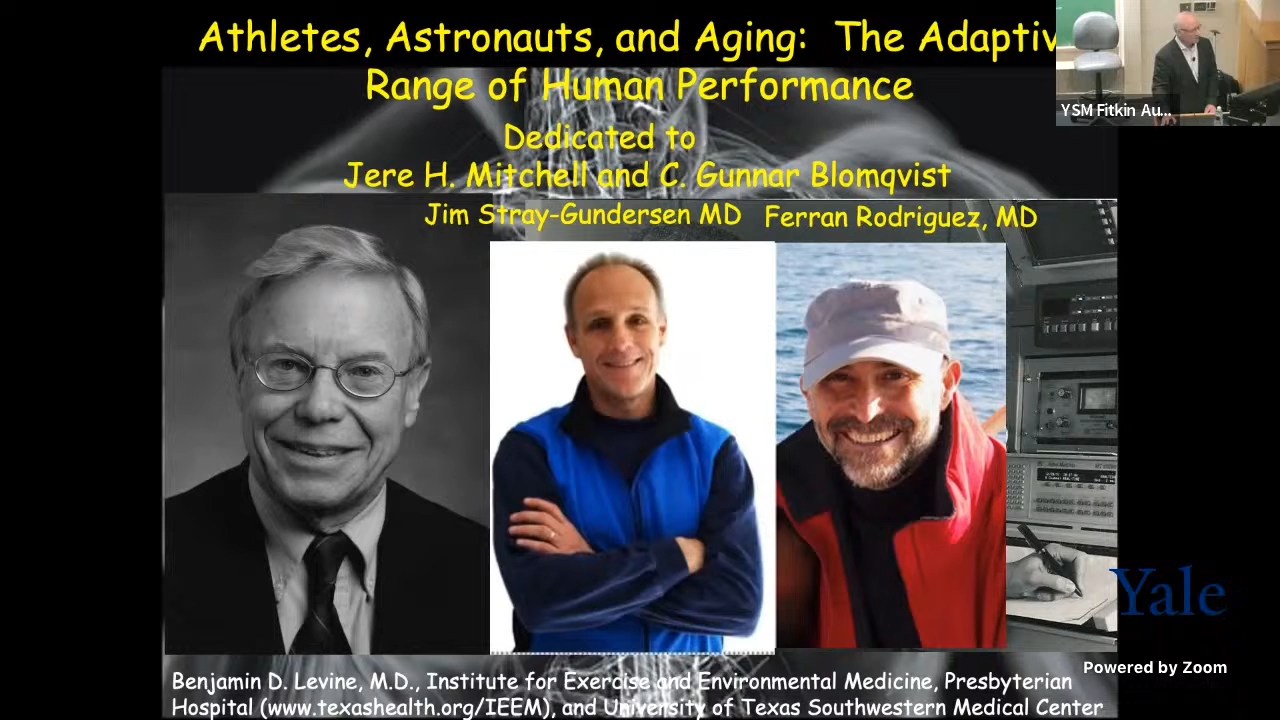 Athletes, Astronauts, and Aging: The Adaptiv
Range of Human Performance
Dedicated to
Jere H. Mitchell and C. Gunnar Blomqvist
Jim Stray-Gundersen MD Ferran Rodriguez, MD
YSM Fitkin Au...
Yale
Powered by Zoom
Benjamin D. Levine, M.D., Institute for Exercise and Environmental Medicine, Presbyterian
Hospital (www.texashealth.org/IEEM), and University of Texas Southwestern Medical Center